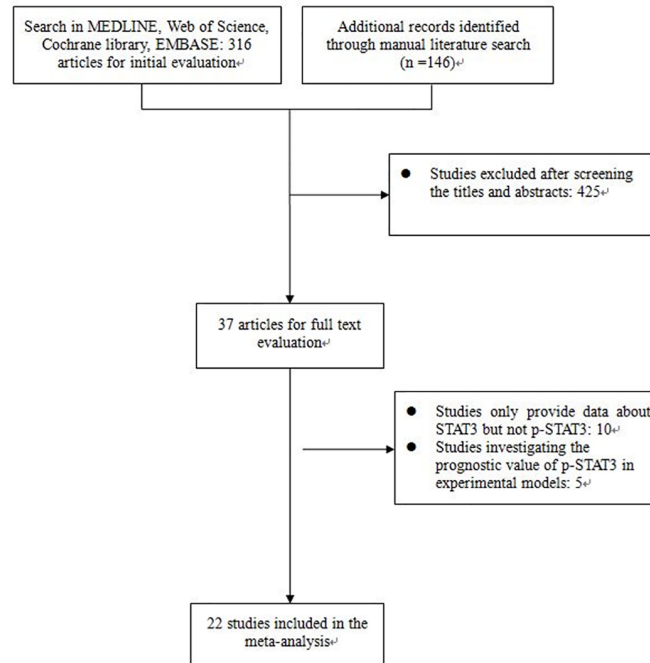 Search in MEDLINE, Web of Science,
Cochrane library, EMBASE: 316
articles for initial evaluation↵
Additional records identified
through manual literature search
(n =146)↵
● Studies excluded after screening
the titles and abstracts: 425↵
37 articles for full text
evaluation↵
● Studies only provide data about
STAT3 but not p-STAT3: 10↵
● Studies investigating the
prognostic value of p-STAT3 in
experimental models: 5↵
22 studies included in the
meta-analysis↵